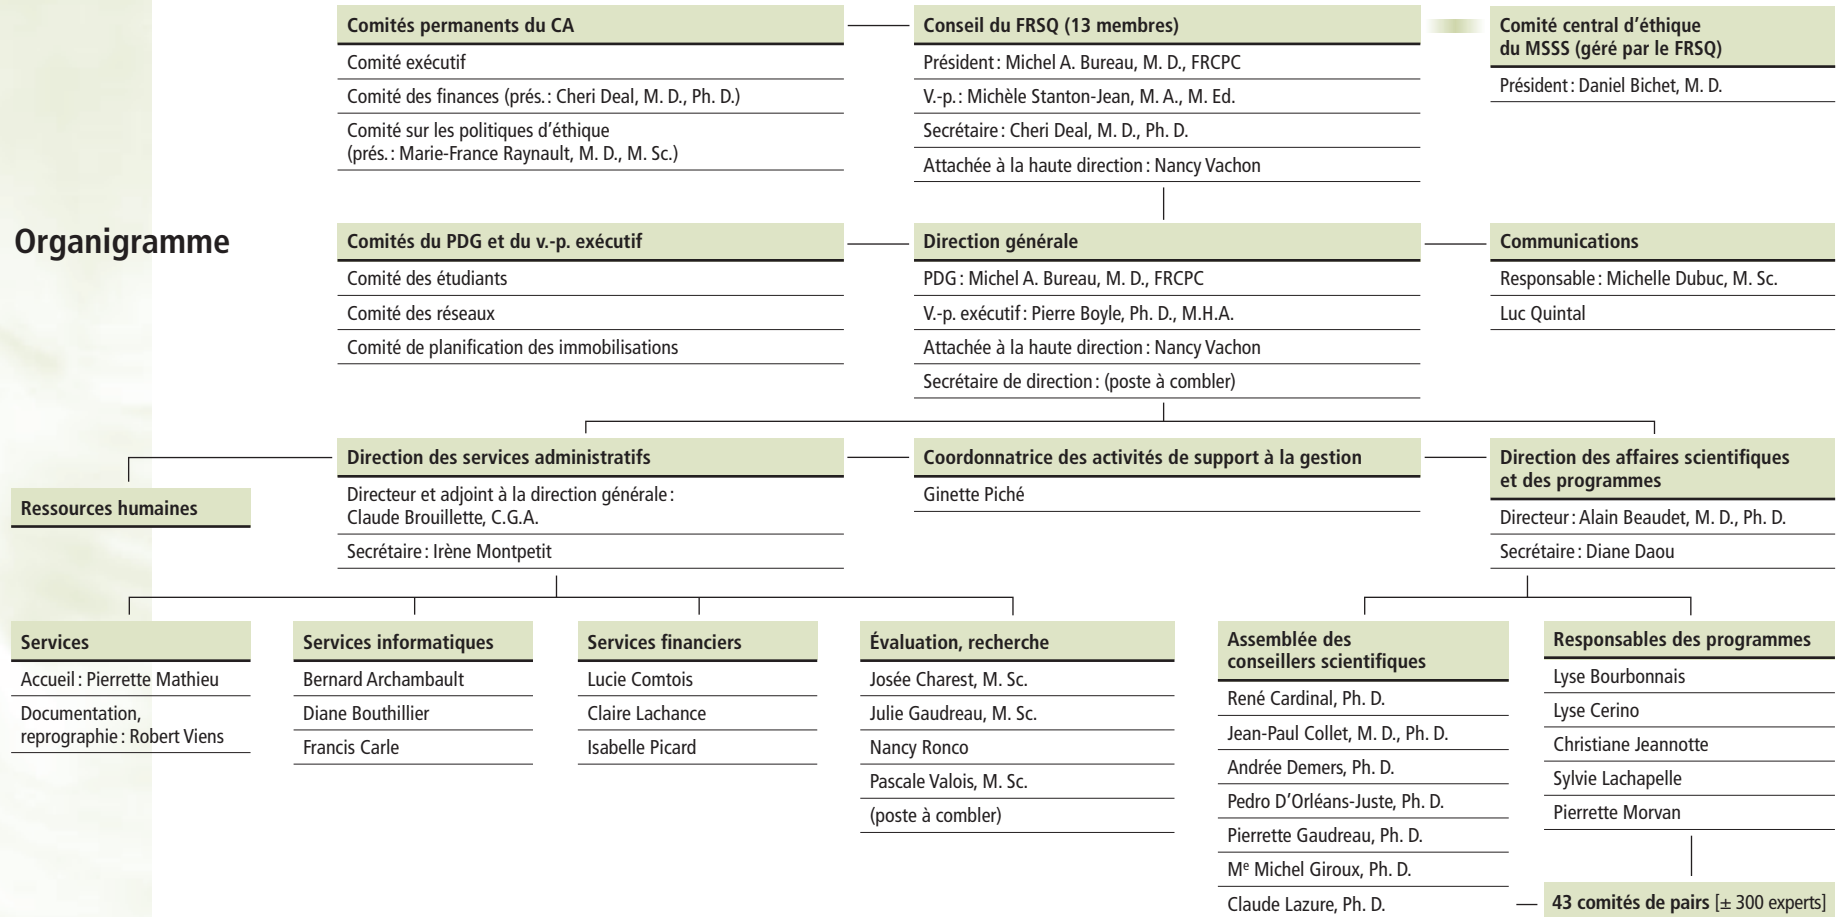 Organigramme
Comités permanents du CA
Comité exécutif
Comité des finances (prés. : Cheri Deal, M. D., Ph. D.)
Comité sur les politiques d'éthique
(prés. : Marie-France Raynault, M. D., M. Sc.)
Conseil du FRSQ (13 membres)
Président : Michel A. Bureau, M. D., FRCPC
V.-p. : Michèle Stanton-Jean, M. A., M. Ed.
Secrétaire : Cheri Deal, M. D., Ph. D.
Attachée à la haute direction : Nancy Vachon
Comité central d'éthique
du MSSS (géré par le FRSQ)
Président : Daniel Bichet, M. D.
Comités du PDG et du v.-p. exécutif
Comité des étudiants
Comité des réseaux
Comité de planification des immobilisations
Direction générale
PDG : Michel A. Bureau, M. D., FRCPC
V.-p. exécutif : Pierre Boyle, Ph. D., M.H.A.
Attachée à la haute direction : Nancy Vachon
Secrétaire de direction : (poste à combler)
Communications
Responsable : Michelle Dubuc, M. Sc.
Luc Quintal
Ressources humaines
Direction des services administratifs
Directeur et adjoint à la direction générale :
Claude Brouillette, C.G.A.
Secrétaire : Irène Montpetit
Coordonnatrice des activités de support à la gestion
Ginette Piché
Direction des affaires scientifiques
et des programmes
Directeur : Alain Beaudet, M. D., Ph. D.
Secrétaire : Diane Daou
Services
Accueil : Pierrette Mathieu
Documentation,
reprographie : Robert Viens
Services informatiques
Bernard Archambault
Diane Bouthillier
Francis Carle
Services financiers
Lucie Comtois
Claire Lachance
Isabelle Picard
Évaluation, recherche
Josée Charest, M. Sc.
Julie Gaudreau, M. Sc.
Nancy Ronco
Pascale Valois, M. Sc.
(poste à combler)
Assemblée des
conseillers scientifiques
René Cardinal, Ph. D.
Jean-Paul Collet, M. D., Ph. D.
Andrée Demers, Ph. D.
Pedro D'Orléans-Juste, Ph. D.
Pierrette Gaudreau, Ph. D.
Me Michel Giroux, Ph. D.
Claude Lazure, Ph. D.
Responsables des programmes
Lyse Bourbonnais
Lyse Cerino
Christiane Jeannotte
Sylvie Lachapelle
Pierrette Morvan
43 comités de pairs [± 300 experts]